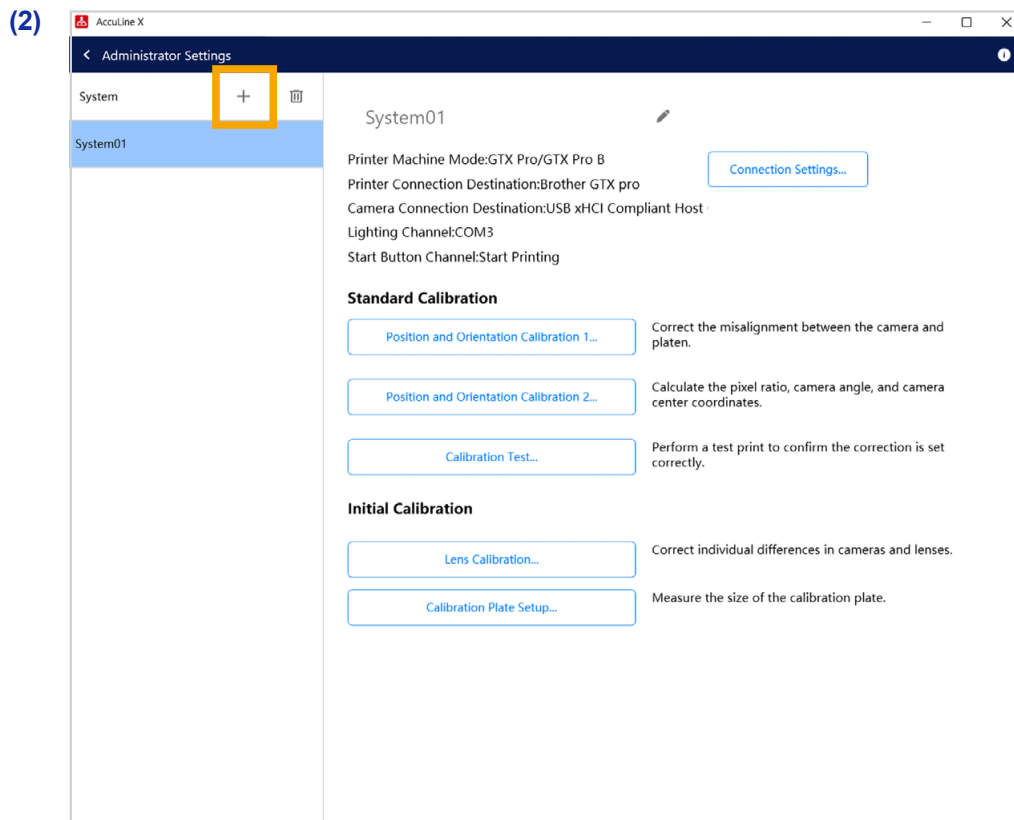 (2)
AccuLine X
Administrator Settings
System
System01
System01
Printer Machine Mode:GTX Pro/GTX Pro B
Connection Settings...
Printer Connection Destination:Brother GTX pro
Camera Connection Destination:USB xHCI Compliant Host
Lighting Channel:COM3
Start Button Channel:Start Printing
Standard Calibration
Position and Orientation Calibration 1...
Correct the misalignment between the camera and
platen.
Position and Orientation Calibration 2...
Calculate the pixel ratio, camera angle, and camera
center coordinates.
Calibration Test...
Perform a test print to confirm the correction is set
correctly.
Initial Calibration
Lens Calibration...
Correct individual differences in cameras and lenses.
Calibration Plate Setup...
Measure the size of the calibration plate.